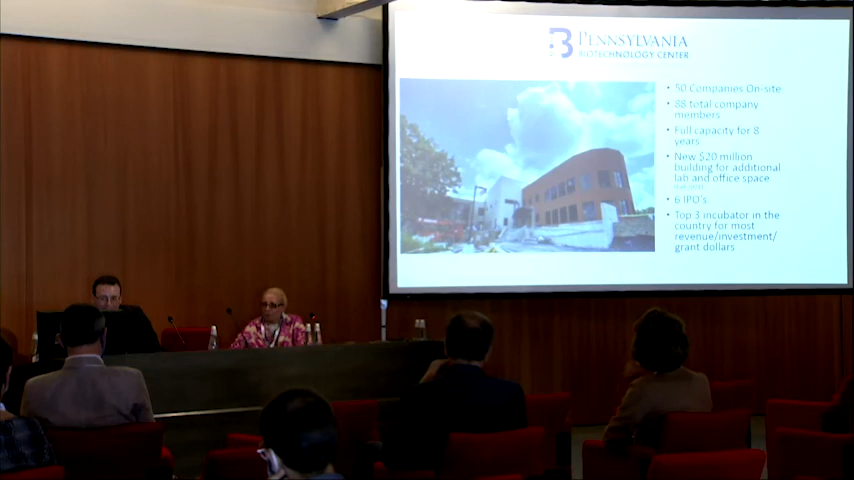 PENNSYLVANIA
BIOTECHNOLOGY CENTER
• 50 Companies On-site
• 88 total company
members
• Full capacity for 8
years
• New $20 million
building for additional
lab and office space
• 6 IPO's
• Top 3 incubator in the
country for most
revenue/investment/
grant dollars